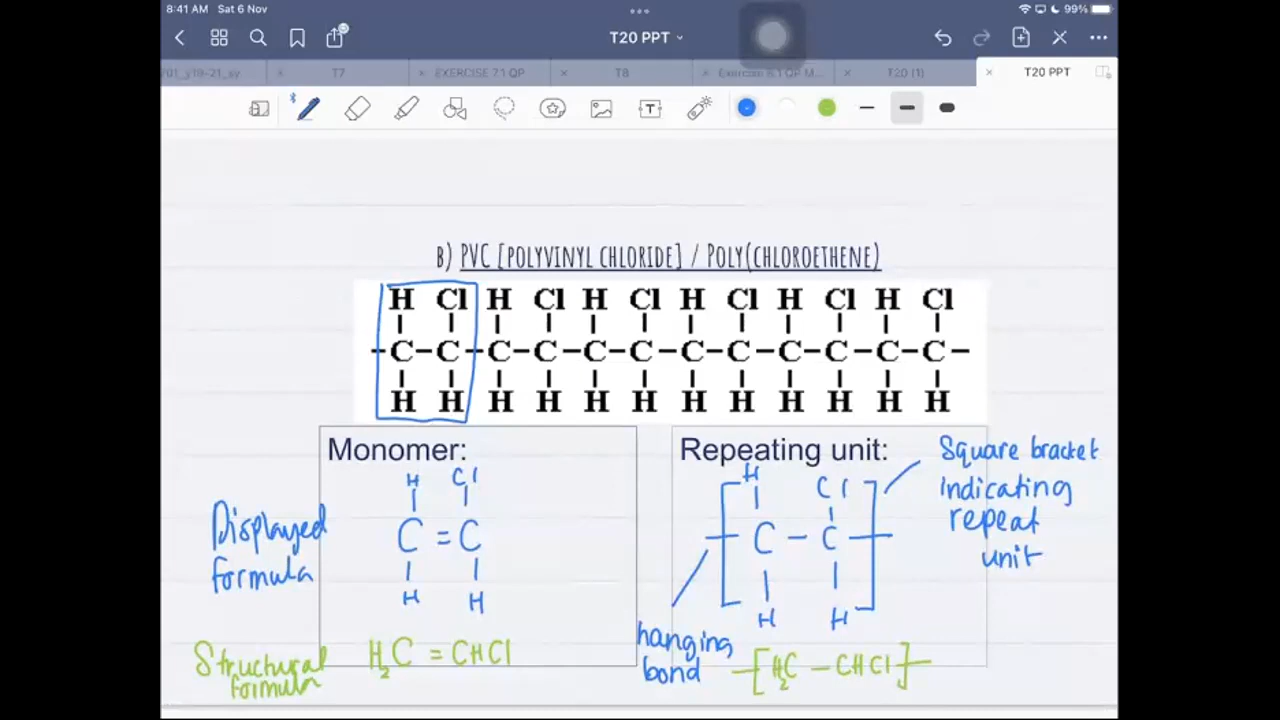 8:41 AM Sat 6 Nov
99%
T20 PPT
T7
EXERCISE 7.1 QP
T8
T20 (1)
T20 PPT
T
B) PVC [POLYVINYL CHLORIDE] / POLY(CHLOROETHENE)
H Cl H Cl H Cl H Cl H Cl H Cl
-C-C-C-C-C-C-C-C-C-C-C-C-
H H H H H H H H H H H H
Monomer:
H Cl
C = C
H H
Displayed
formula
Structural
formula
H₂C = CHCl
Repeating unit:
H Cl
[C - C]
H H
Square bracket
indicating
repeat
unit
hanging
bond
-[H₂C - CHCl]-